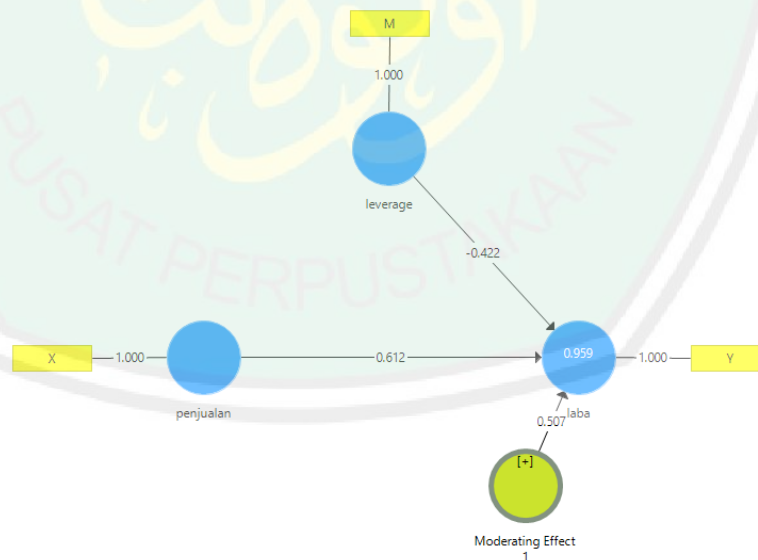 M
1.000
leverage
-0.422
PUSAT PERPUSTAKAAN
X
1.000
0.612
0.959
1.000
Y
penjualan
0.507
laba
[+]
Moderating Effect
1